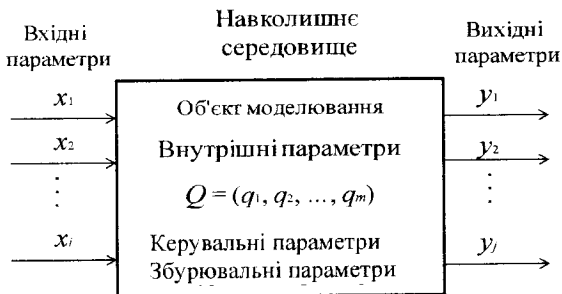 Навколишнє
середовище
Вхідні
параметри
Вихідні
параметри
x₁
x₂
xᵢ
Об'єкт моделювання
Внутрішні параметри
Q = (q₁, q₂, ..., qₘ)
Керувальні параметри
Збурювальні параметри
y₁
y₂
yⱼ